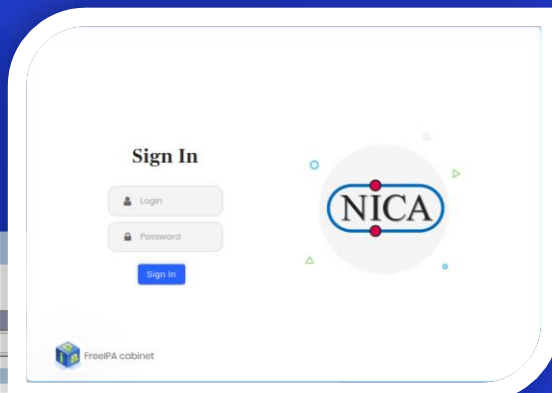 Sign In
Login
Password
Sign In
NICA
FreeIPA cabinet